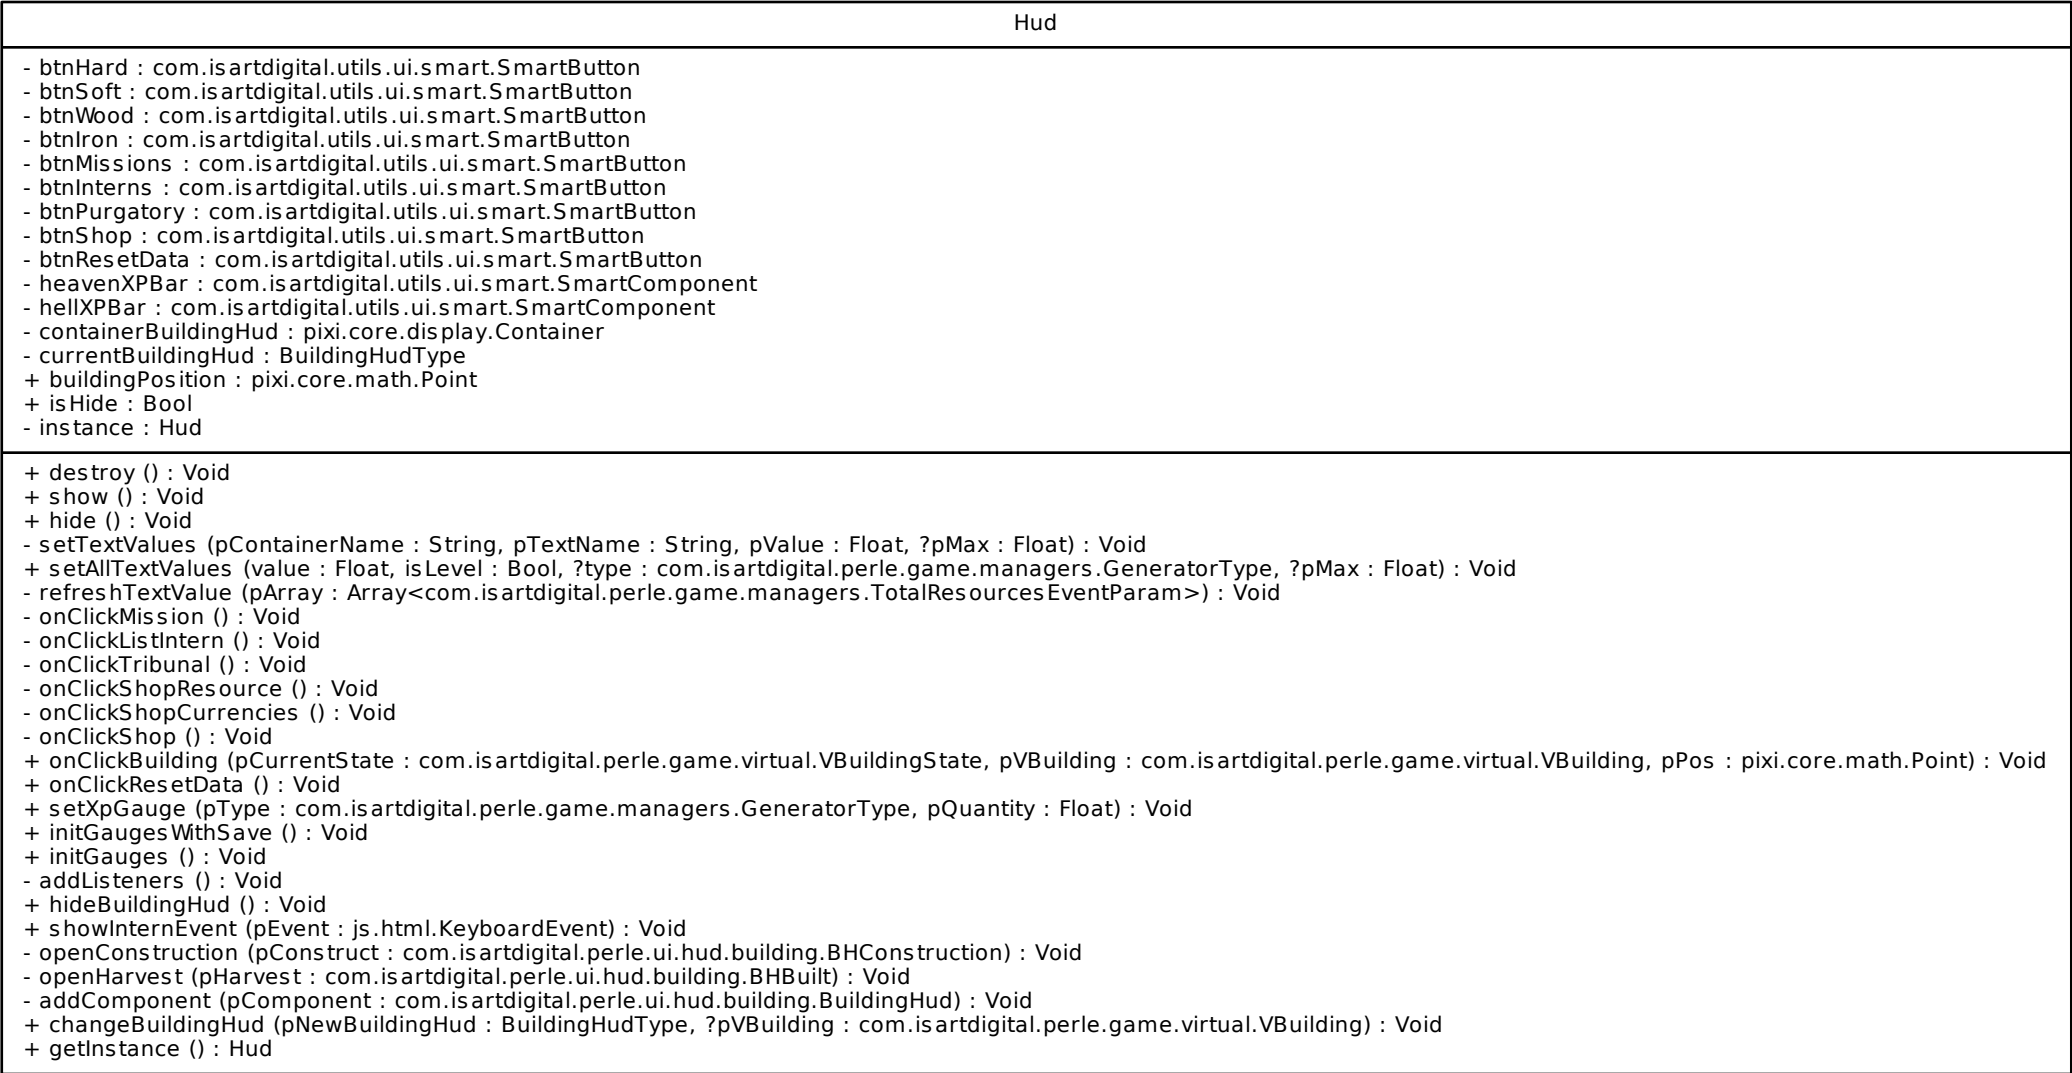 Hud
- btnHard : com.isartdigital.utils.ui.smart.SmartButton
- btnSoft : com.isartdigital.utils.ui.smart.SmartButton
- btnWood : com.isartdigital.utils.ui.smart.SmartButton
- btnIron : com.isartdigital.utils.ui.smart.SmartButton
- btnMissions : com.isartdigital.utils.ui.smart.SmartButton
- btnInterns : com.isartdigital.utils.ui.smart.SmartButton
- btnPurgatory : com.isartdigital.utils.ui.smart.SmartButton
- btnShop : com.isartdigital.utils.ui.smart.SmartButton
- btnResetData : com.isartdigital.utils.ui.smart.SmartButton
- heavenXPBar : com.isartdigital.utils.ui.smart.SmartComponent
- hellXPBar : com.isartdigital.utils.ui.smart.SmartComponent
- containerBuildingHud : pixi.core.display.Container
- currentBuildingHud : BuildingHudType
+ buildingPosition : pixi.core.math.Point
+ isHide : Bool
- instance : Hud
+ destroy () : Void
+ show () : Void
+ hide () : Void
- setTextValues (pContainerName : String, pTextName : String, pValue : Float, ?pMax : Float) : Void
+ setAllTextValues (value : Float, isLevel : Bool, ?type : com.isartdigital.perle.game.managers.GeneratorType, ?pMax : Float) : Void
- refreshTextValue (pArray : Array<com.isartdigital.perle.game.managers.TotalResourcesEventParam>) : Void
- onClickMission () : Void
- onClickListIntern () : Void
- onClickTribunal () : Void
- onClickShopResource () : Void
- onClickShopCurrencies () : Void
- onClickShop () : Void
+ onClickBuilding (pCurrentState : com.isartdigital.perle.game.virtual.VBuildingState, pVBuilding : com.isartdigital.perle.game.virtual.VBuilding, pPos : pixi.core.math.Point) : Void
+ onClickResetData () : Void
+ setXpGauge (pType : com.isartdigital.perle.game.managers.GeneratorType, pQuantity : Float) : Void
+ initGaugesWithSave () : Void
+ initGauges () : Void
- addListeners () : Void
+ hideBuildingHud () : Void
+ showInternEvent (pEvent : js.html.KeyboardEvent) : Void
- openConstruction (pConstruct : com.isartdigital.perle.ui.hud.building.BHConstruction) : Void
- openHarvest (pHarvest : com.isartdigital.perle.ui.hud.building.BHBuilt) : Void
- addComponent (pComponent : com.isartdigital.perle.ui.hud.building.BuildingHud) : Void
+ changeBuildingHud (pNewBuildingHud : BuildingHudType, ?pVBuilding : com.isartdigital.perle.game.virtual.VBuilding) : Void
+ getInstance () : Hud